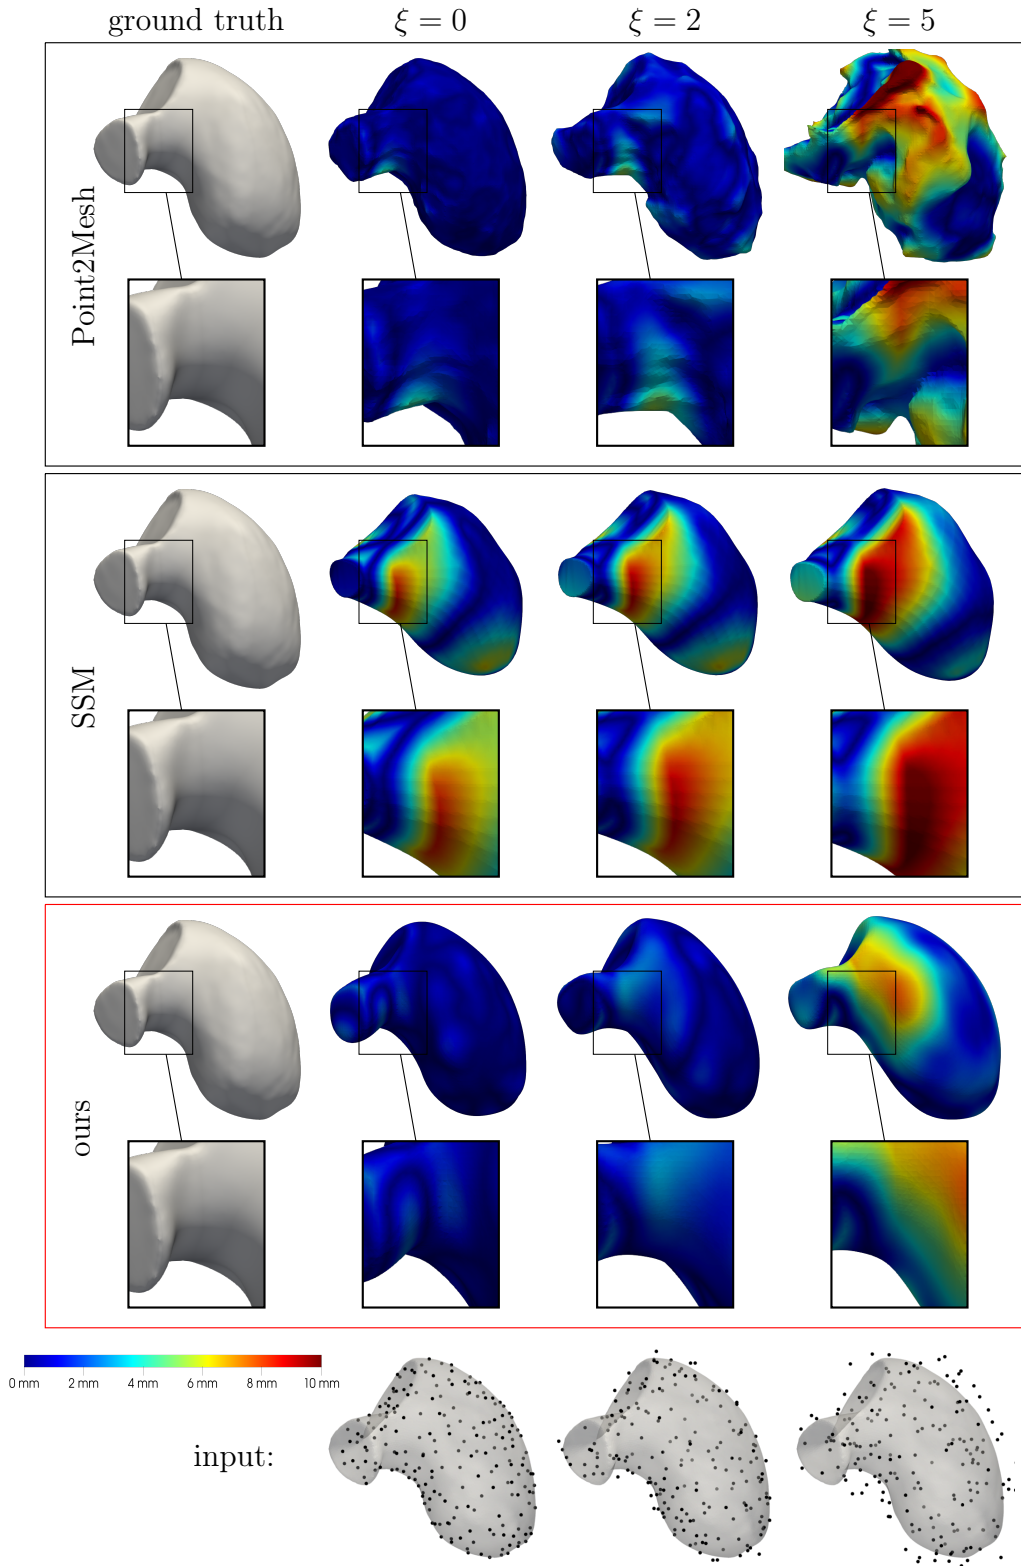 ground truth ξ = 0 ξ = 2 ξ = 5
Point2Mesh
SSM
ours
0 mm 2 mm 4 mm 6 mm 8 mm 10 mm
input: